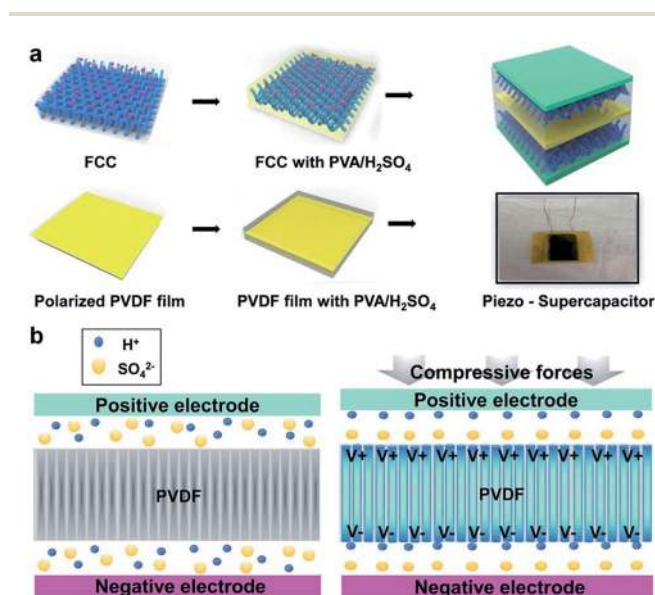 a
FCC
FCC with PVA/H₂SO₄
Polarized PVDF film
PVDF film with PVA/H₂SO₄
Piezo - Supercapacitor
b
H⁺
SO₄²⁻
Positive electrode
PVDF
Negative electrode
Compressive forces
Positive electrode
V+ V+ V+ V+ V+ V+ V+ V+ V+
PVDF
V- V- V- V- V- V- V- V- V-
Negative electrode